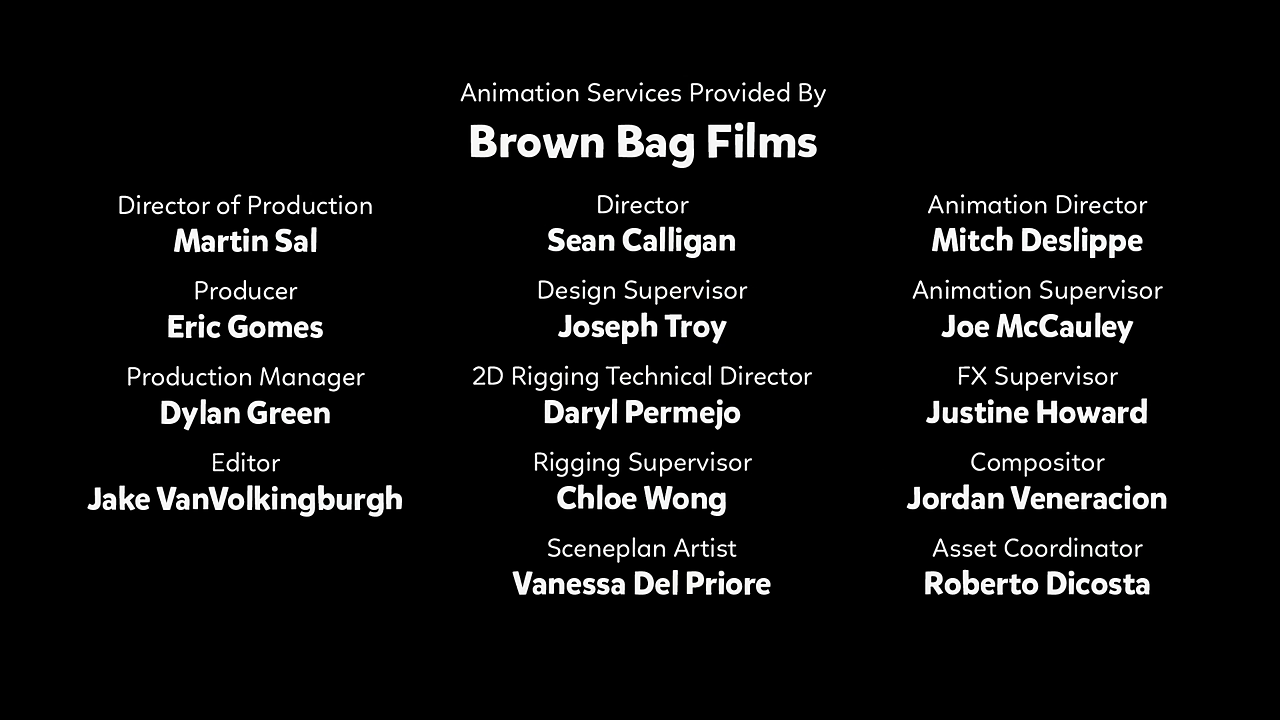 Animation Services Provided By
Brown Bag Films
Director of Production
Martin Sal
Producer
Eric Gomes
Production Manager
Dylan Green
Editor
Jake VanVolkingburgh
Director
Sean Calligan
Design Supervisor
Joseph Troy
2D Rigging Technical Director
Daryl Permejo
Rigging Supervisor
Chloe Wong
Sceneplan Artist
Vanessa Del Priore
Animation Director
Mitch Deslippe
Animation Supervisor
Joe McCauley
FX Supervisor
Justine Howard
Compositor
Jordan Veneracion
Asset Coordinator
Roberto Dicosta